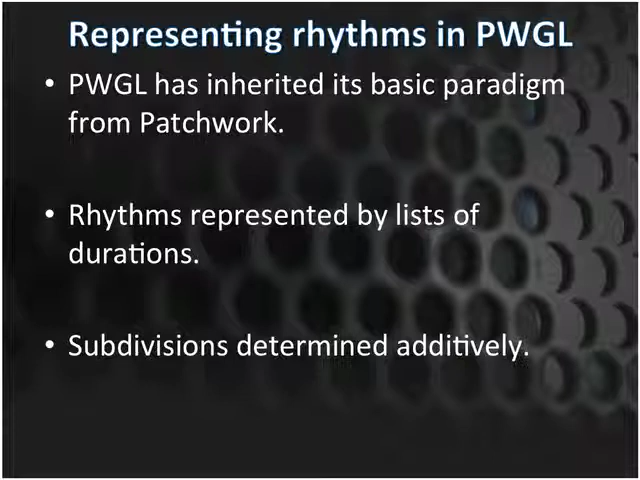 Representing rhythms in PWGL
• PWGL has inherited its basic paradigm
from Patchwork.
• Rhythms represented by lists of
durations.
• Subdivisions determined additively.